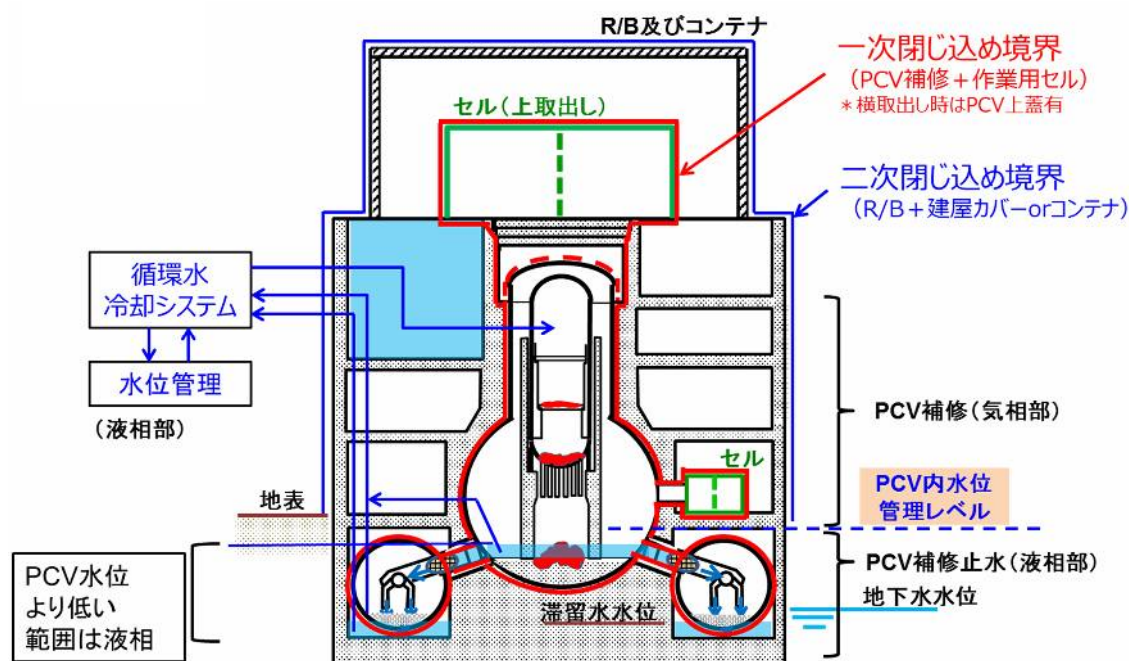 R/B及びコンテナ
一次閉じ込め境界
(PCV補修+作業用セル)
*横取出し時はPCV上蓋有
セル(上取出し)
二次閉じ込め境界
(R/B+建屋カバーorコンテナ)
循環水
冷却システム
水位管理
(液相部)
PCV補修(気相部)
セル
PCV内水位
管理レベル
地表
PCV補修止水(液相部)
地下水水位
PCV水位
より低い
範囲は液相
滞留水水位